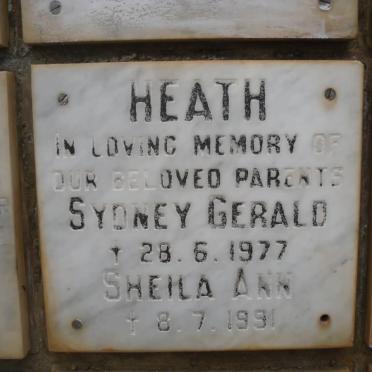 HEATH
IN LOVING MEMORY OF
OUR BELOVED PARENTS
SYDNEY GERALD
✝ 28.6.1977
SHEILA ANN
✝ 8.7.1991